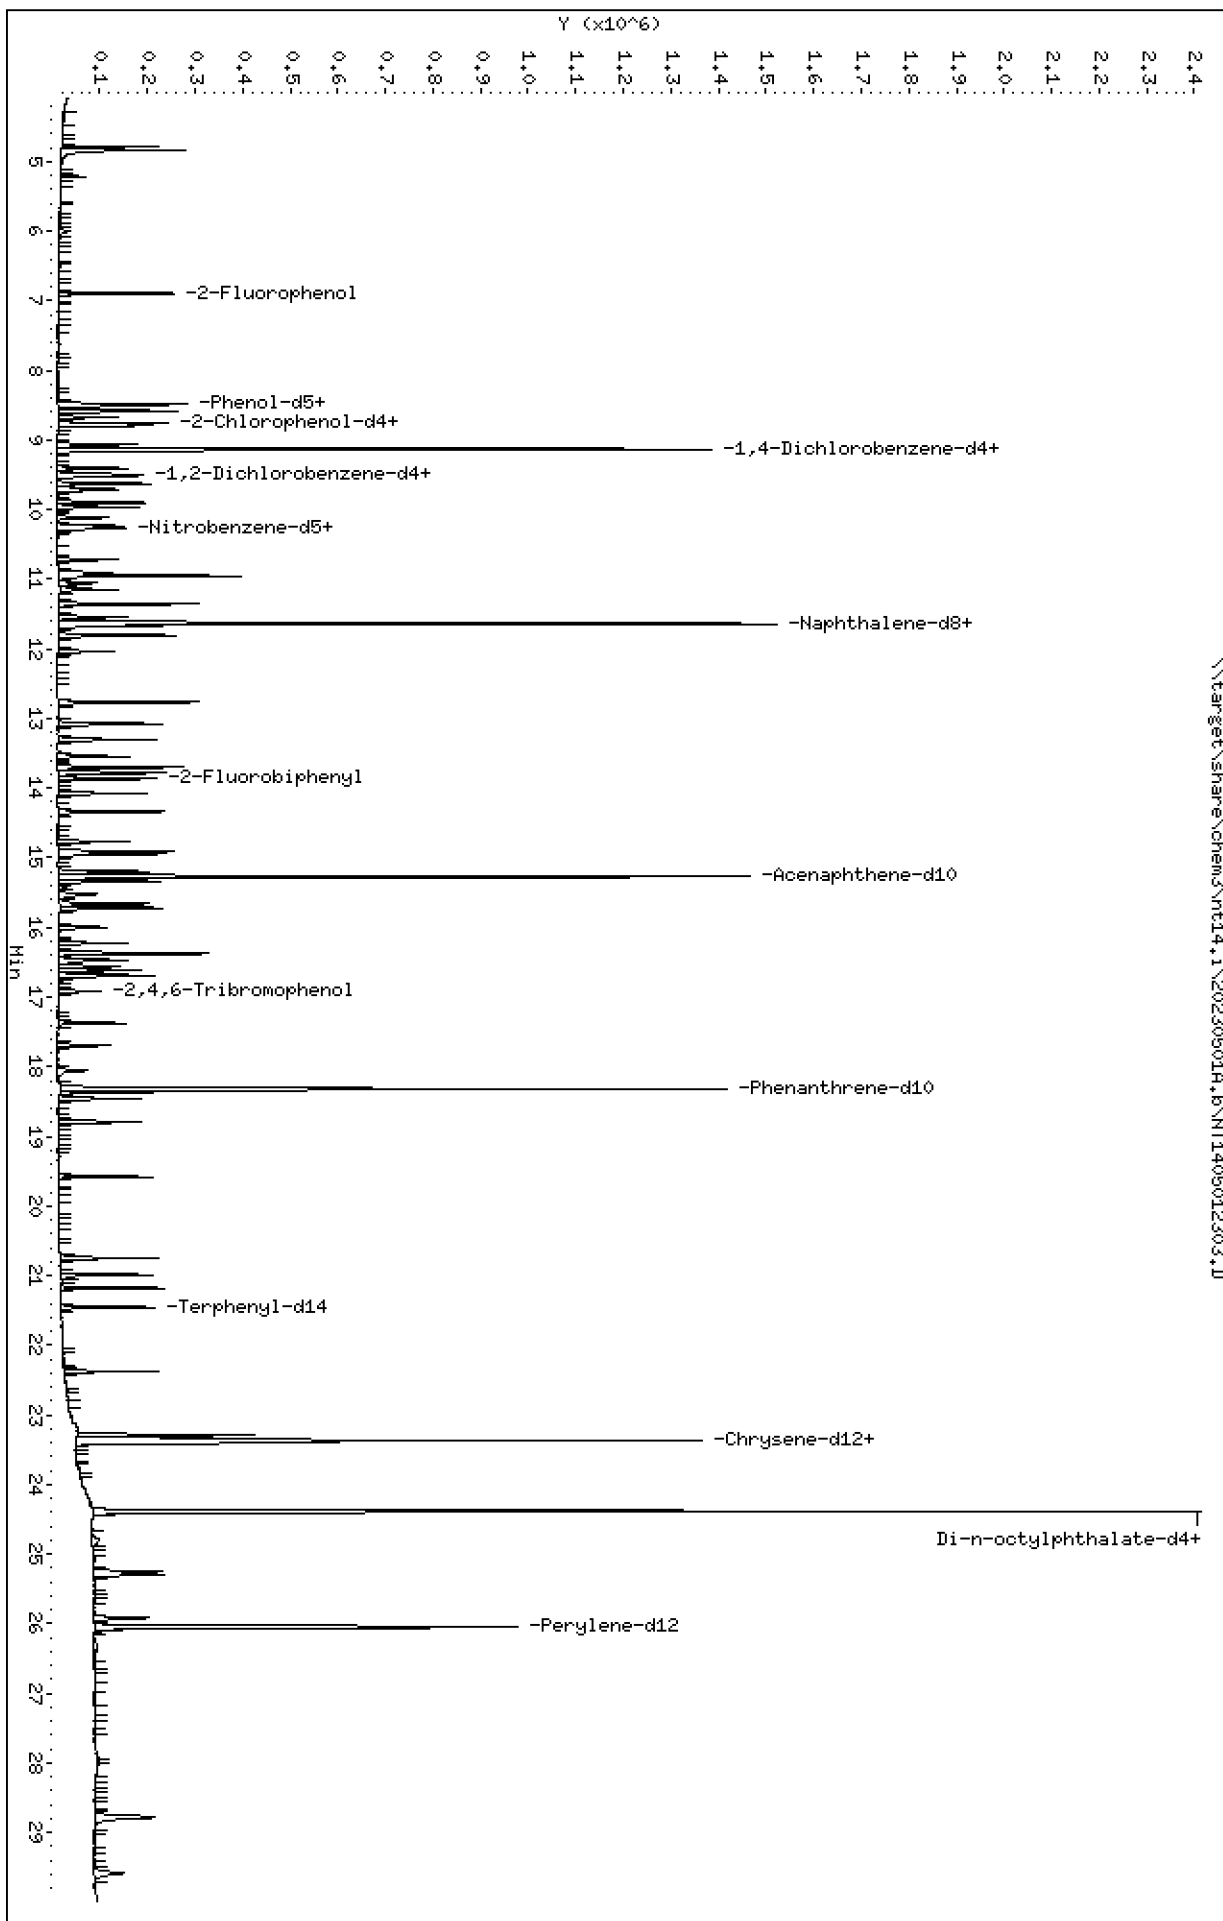 \\target\share\chem3\nt14.i\20230501A.b\NT1405012303.D
Y (x10^6)
0.1
0.2
0.3
0.4
0.5
0.6
0.7
0.8
0.9
1.0
1.1
1.2
1.3
1.4
1.5
1.6
1.7
1.8
1.9
2.0
2.1
2.2
2.3
2.4
-2-Fluorophenol
-Phenol-d5+
-2-Chlorophenol-d4+
-1,4-Dichlorobenzene-d4+
-1,2-Dichlorobenzene-d4+
-Nitrobenzene-d5+
-Naphthalene-d8+
-2-Fluorobiphenyl
-Acenaphthene-d10
-2,4,6-Tribromophenol
-Phenanthrene-d10
-Terphenyl-d14
-Chrysene-d12+
Di-n-octylphthalate-d4+
-Perylene-d12
5
6
7
8
9
10
11
12
13
14
15
16
17
18
19
20
21
22
23
24
25
26
27
28
29
Min